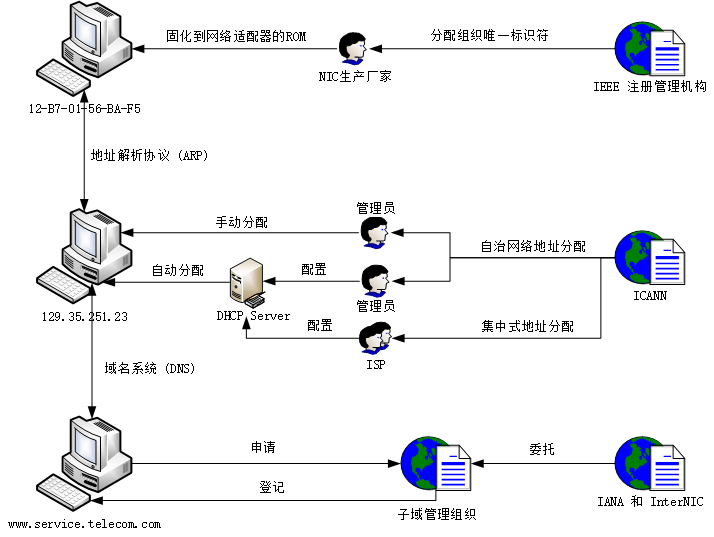 固化到网络适配器的ROM
分配组织唯一标识符
NIC生产厂家
IEEE 注册管理机构
12-B7-01-56-BA-F5
地址解析协议 (ARP)
管理员
手动分配
自治网络地址分配
自动分配
配置
ICANN
管理员
129.35.251.23
DHCP Server
配置
集中式地址分配
ISP
域名系统 (DNS)
申请
委托
登记
IANA 和 InterNIC
子域管理组织
www.service.telecom.com